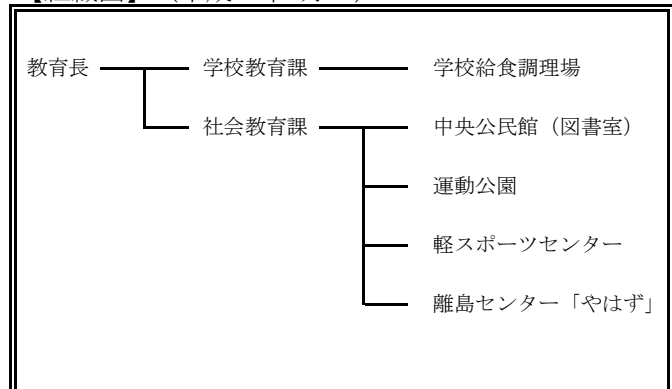 教育長 学校教育課 学校給食調理場
社会教育課 中央公民館（図書室）
運動公園
軽スポーツセンター
離島センター「やはず」